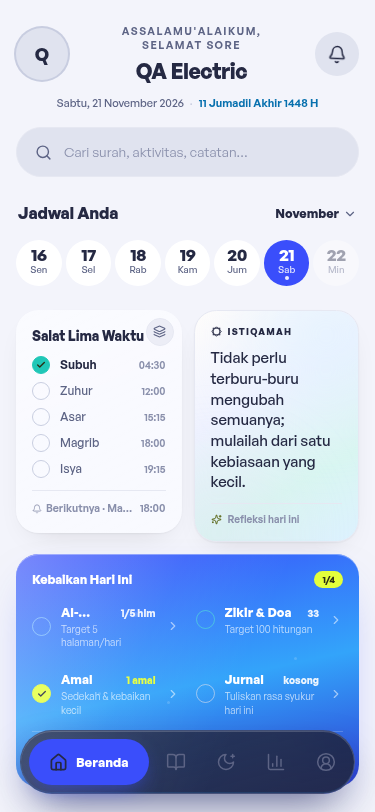 ASSALAMU'ALAIKUM,
SELAMAT SORE
Q
QA Electric
Sabtu, 21 November 2026 · 11 Jumadil Akhir 1448 H
Cari surah, aktivitas, catatan...
Jadwal Anda
November
16 17 18 19 20 21 22
Sen Sel Rab Kam Jum Sab Min
Salat Lima Waktu
Subuh 04:30
Zuhur 12:00
Asar 15:15
Magrib 18:00
Isya 19:15
Berikutnya · Ma... 18:00
ISTIQAMAH
Tidak perlu
terburu-buru
mengubah
semuanya;
mulailah dari satu
kebiasaan yang
kecil.
Refleksi hari ini
Kebaikan Hari Ini
1/4
Al-... 1/5 hlm
Target 5
halaman/hari
Zikir & Doa 33
Target 100 hitungan
Amal 1 amal
Sedekah & kebaikan
kecil
Jurnal kosong
Tuliskan rasa syukur
hari ini
Beranda